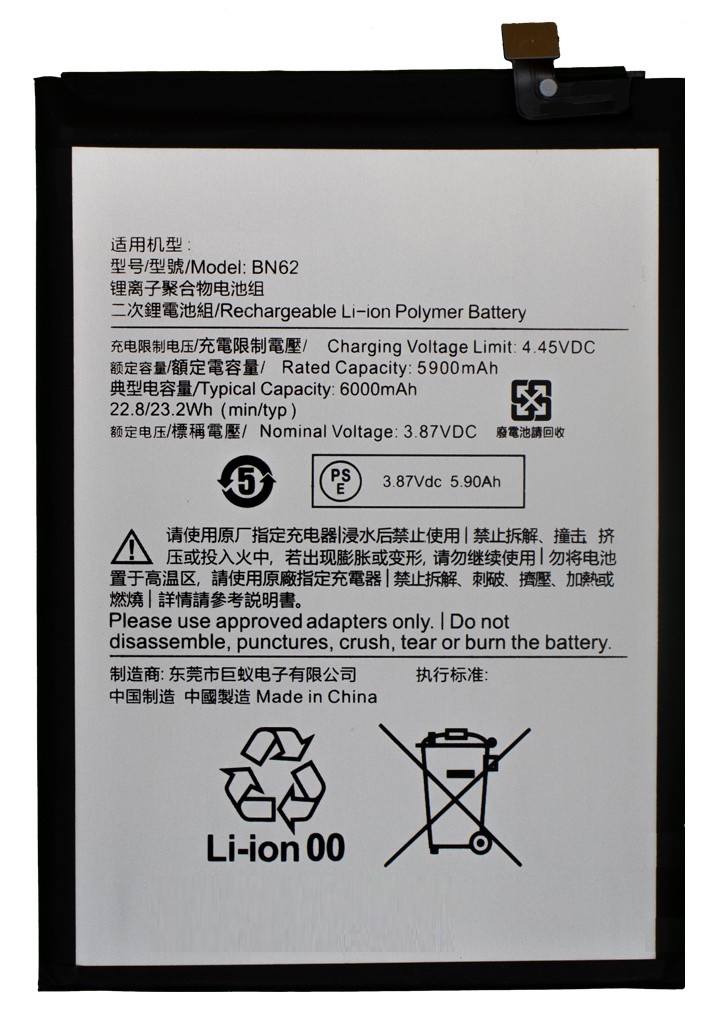 适用机型:
型号/型號/Model: BN62
锂离子聚合物电池组
二次鋰電池組/Rechargeable Li-ion Polymer Battery
充电限制电压/充電限制電壓/ Charging Voltage Limit: 4.45VDC
额定容量/額定電容量/ Rated Capacity: 5900mAh
典型电容量/Typical Capacity: 6000mAh
22.8/23.2Wh (min/typ)
额定电压/標稱電壓/ Nominal Voltage: 3.87VDC
廢電池請回收
5
PS
E
3.87Vdc 5.90Ah
请使用原厂指定充电器|浸水后禁止使用 | 禁止拆解、撞击 挤
压或投入火中, 若出现膨胀或变形, 请勿继续使用 | 勿将电池
置于高温区, 請使用原廠指定充電器 | 禁止拆解、刺破、擠壓、加熱或
燃燒 | 詳情請參考説明書。
Please use approved adapters only. | Do not
disassemble, punctures, crush, tear or burn the battery.
制造商: 东莞市巨蚁电子有限公司 执行标准:
中国制造 中國製造 Made in China
Li-ion 00